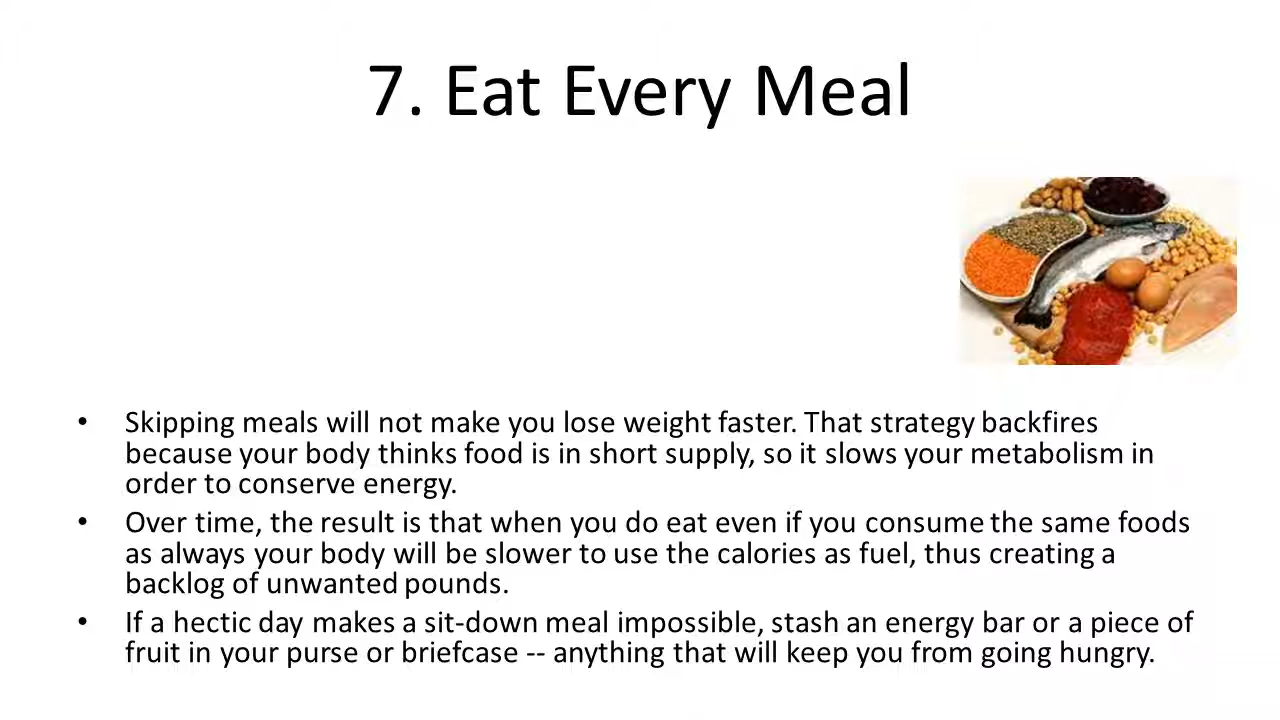 7. Eat Every Meal
• Skipping meals will not make you lose weight faster. That strategy backfires
because your body thinks food is in short supply, so it slows your metabolism in
order to conserve energy.
• Over time, the result is that when you do eat even if you consume the same foods
as always your body will be slower to use the calories as fuel, thus creating a
backlog of unwanted pounds.
• If a hectic day makes a sit-down meal impossible, stash an energy bar or a piece of
fruit in your purse or briefcase -- anything that will keep you from going hungry.